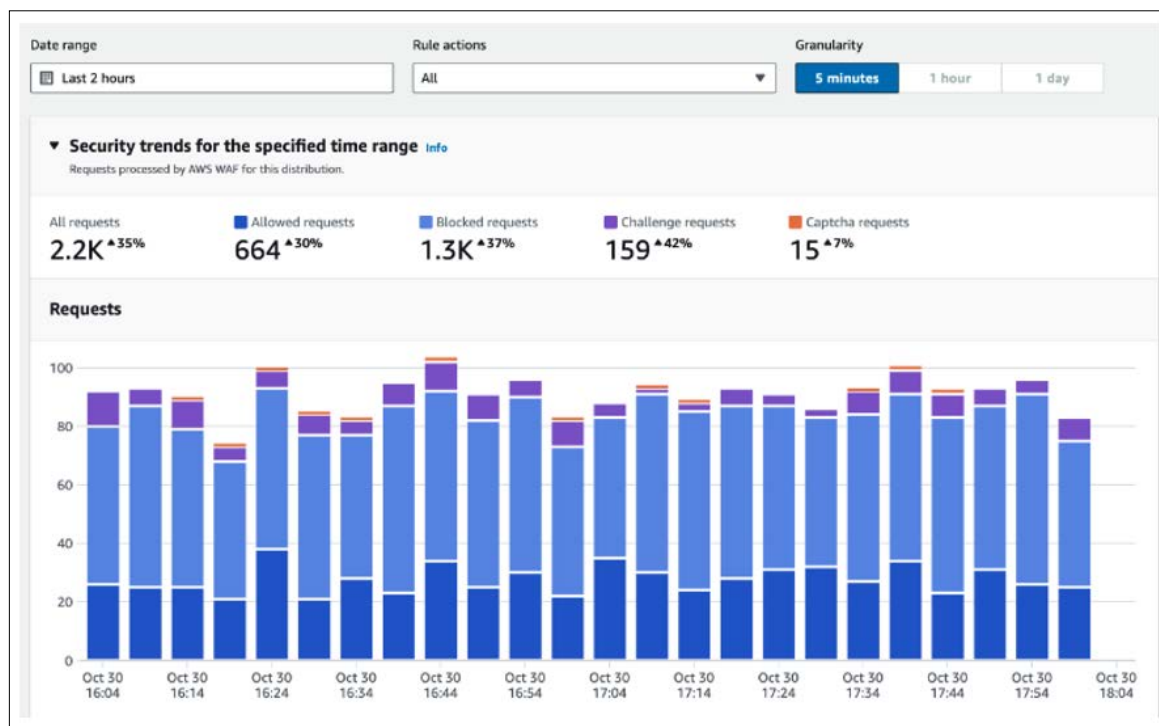 Date range Rule actions Granularity
Last 2 hours All 5 minutes 1 hour 1 day
Security trends for the specified time range Info
Requests processed by AWS WAF for this distribution.
All requests Allowed requests Blocked requests Challenge requests Captcha requests
2.2K 35% 664 30% 1.3K 37% 159 42% 15 7%
Requests
100
80
60
40
20
0
Oct 30 Oct 30 Oct 30 Oct 30 Oct 30 Oct 30 Oct 30 Oct 30 Oct 30 Oct 30 Oct 30 Oct 30 Oct 30
16:04 16:14 16:24 16:34 16:44 16:54 17:04 17:14 17:24 17:34 17:44 17:54 18:04